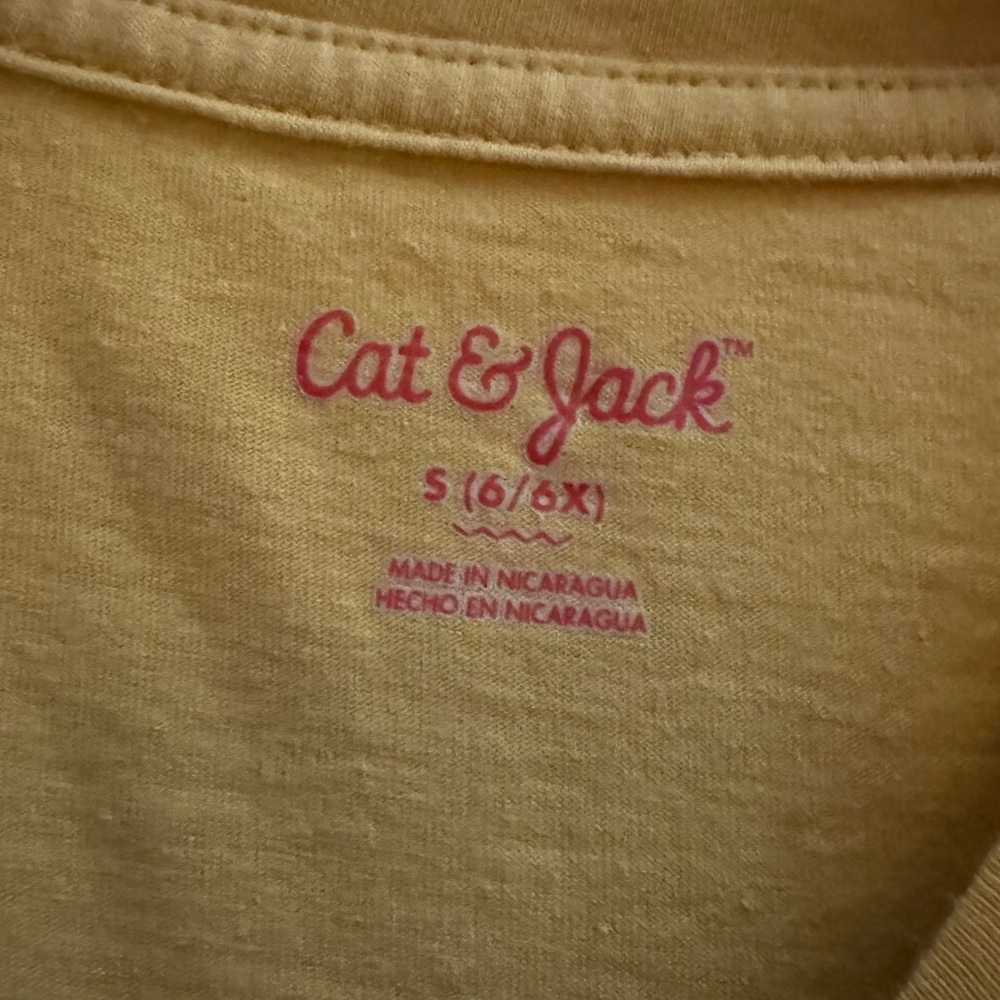 Cat & Jack™
S (6/6X)
MADE IN NICARAGUA
HECHO EN NICARAGUA